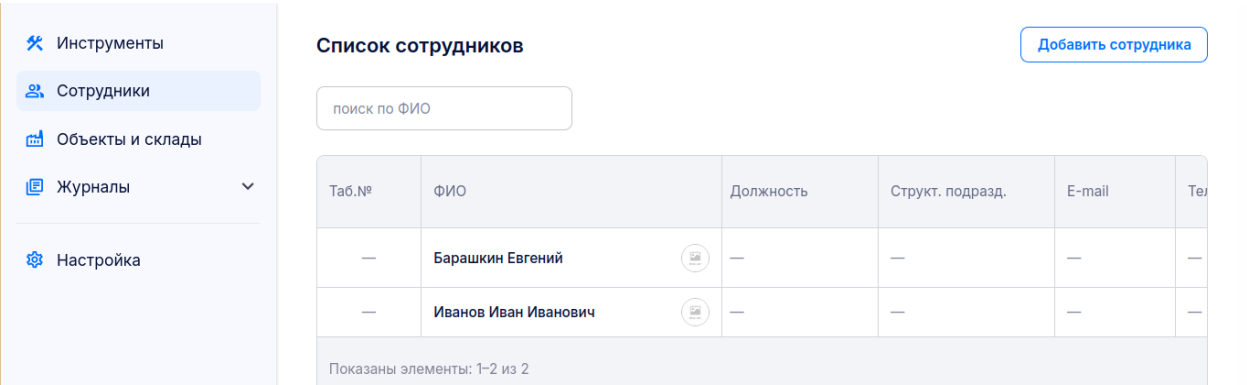 Инструменты
Сотрудники
Объекты и склады
Журналы
Настройка
Список сотрудников
Добавить сотрудника
поиск по ФИО
Таб.№ ФИО Должность Структ. подразд. E-mail
— Барашкин Евгений — — — —
— Иванов Иван Иванович — — — —
Показаны элементы: 1–2 из 2